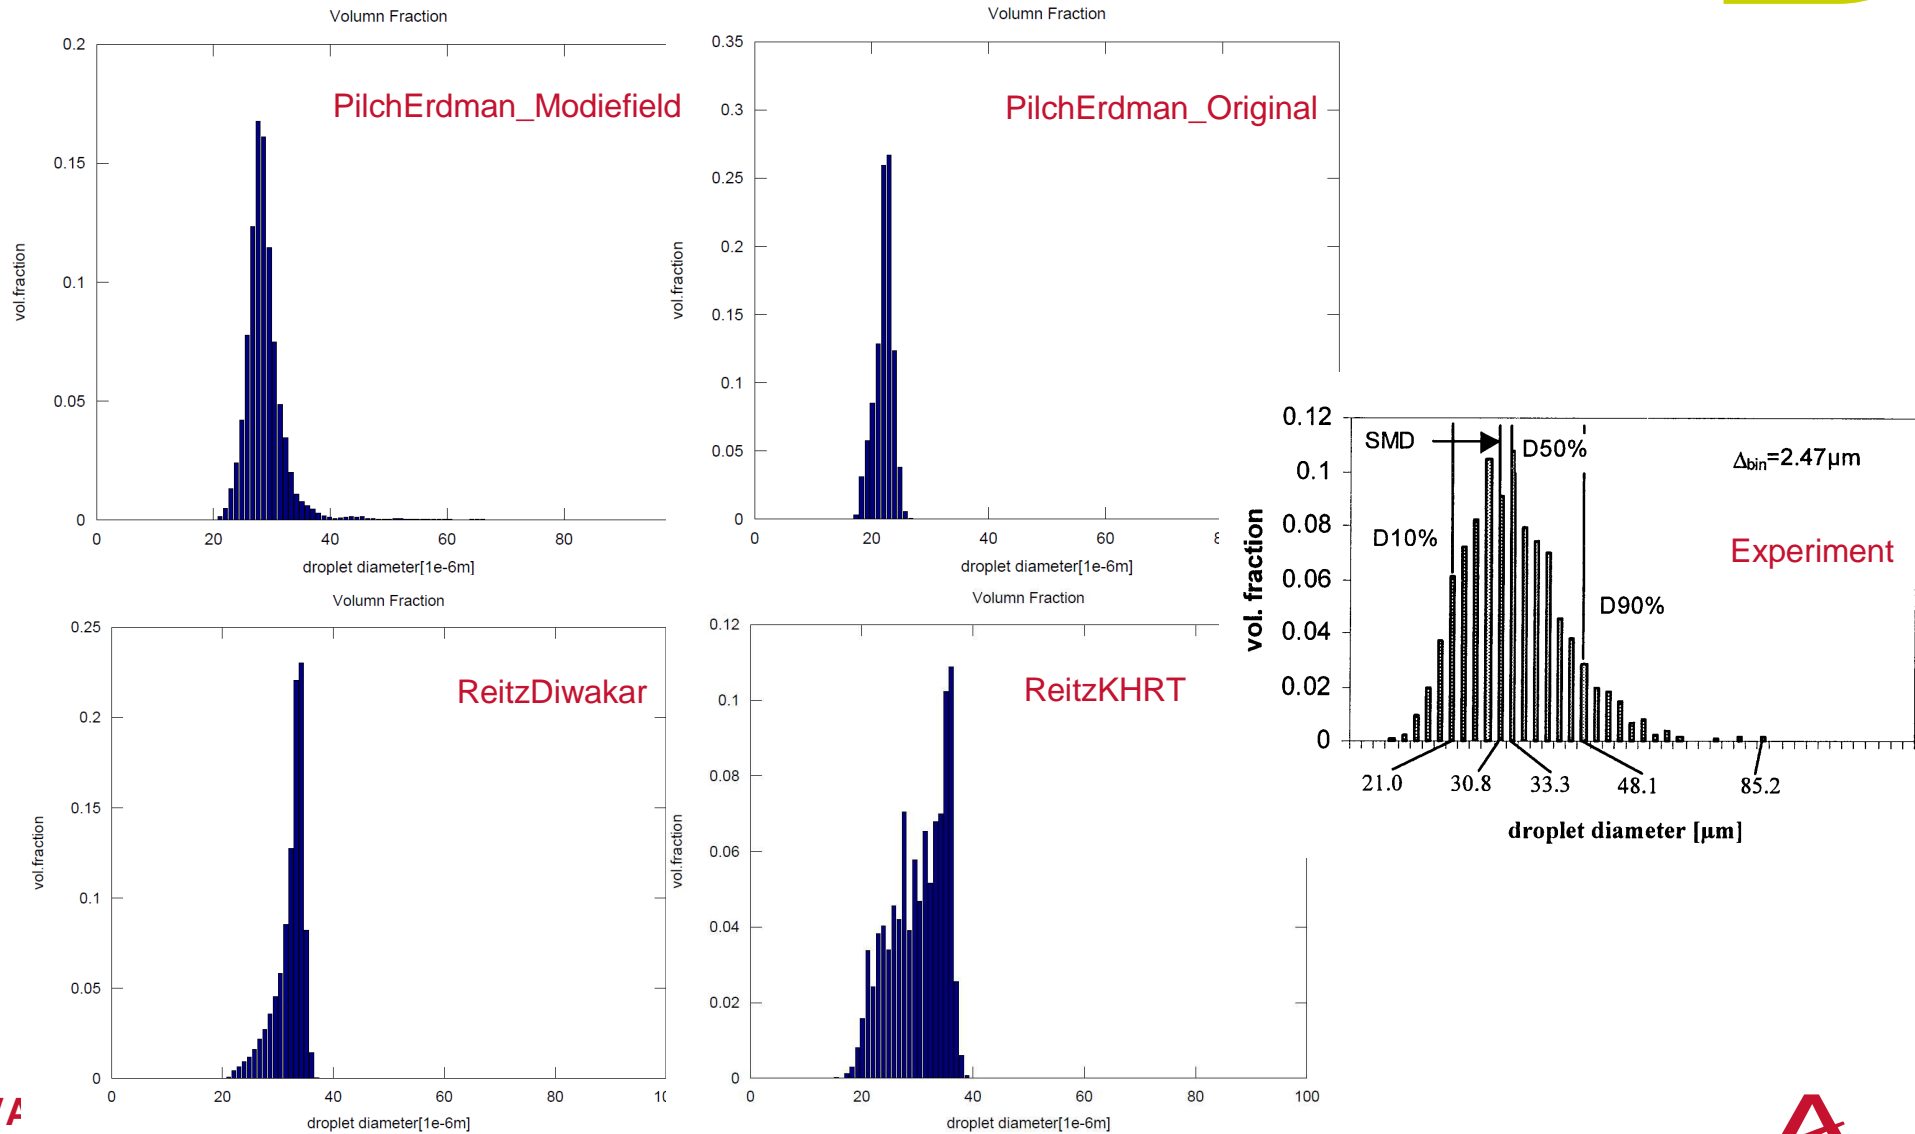 Volumn Fraction
0.2
0.15
0.1
0.05
0
PilchErdman_Modiefield
vol.fraction
0 20 40 60 80
droplet diameter[1e-6m]
Volumn Fraction
0.35
0.3
0.25
0.2
0.15
0.1
0.05
0
PilchErdman_Original
vol.fraction
0 20 40 60
droplet diameter[1e-6m]
0.12
0.1
0.08
0.06
0.04
0.02
0
SMD
D50%
Δbin=2.47μm
D10%
Experiment
D90%
vol. fraction
21.0 30.8 33.3 48.1 85.2
droplet diameter [μm]
Volumn Fraction
0.25
0.2
0.15
0.1
0.05
0
ReitzDiwakar
vol.fraction
0 20 40 60 80
droplet diameter[1e-6m]
Volumn Fraction
0.12
0.1
0.08
0.06
0.04
0.02
0
ReitzKHRT
vol.fraction
0 20 40 60 80 100
droplet diameter[1e-6m]